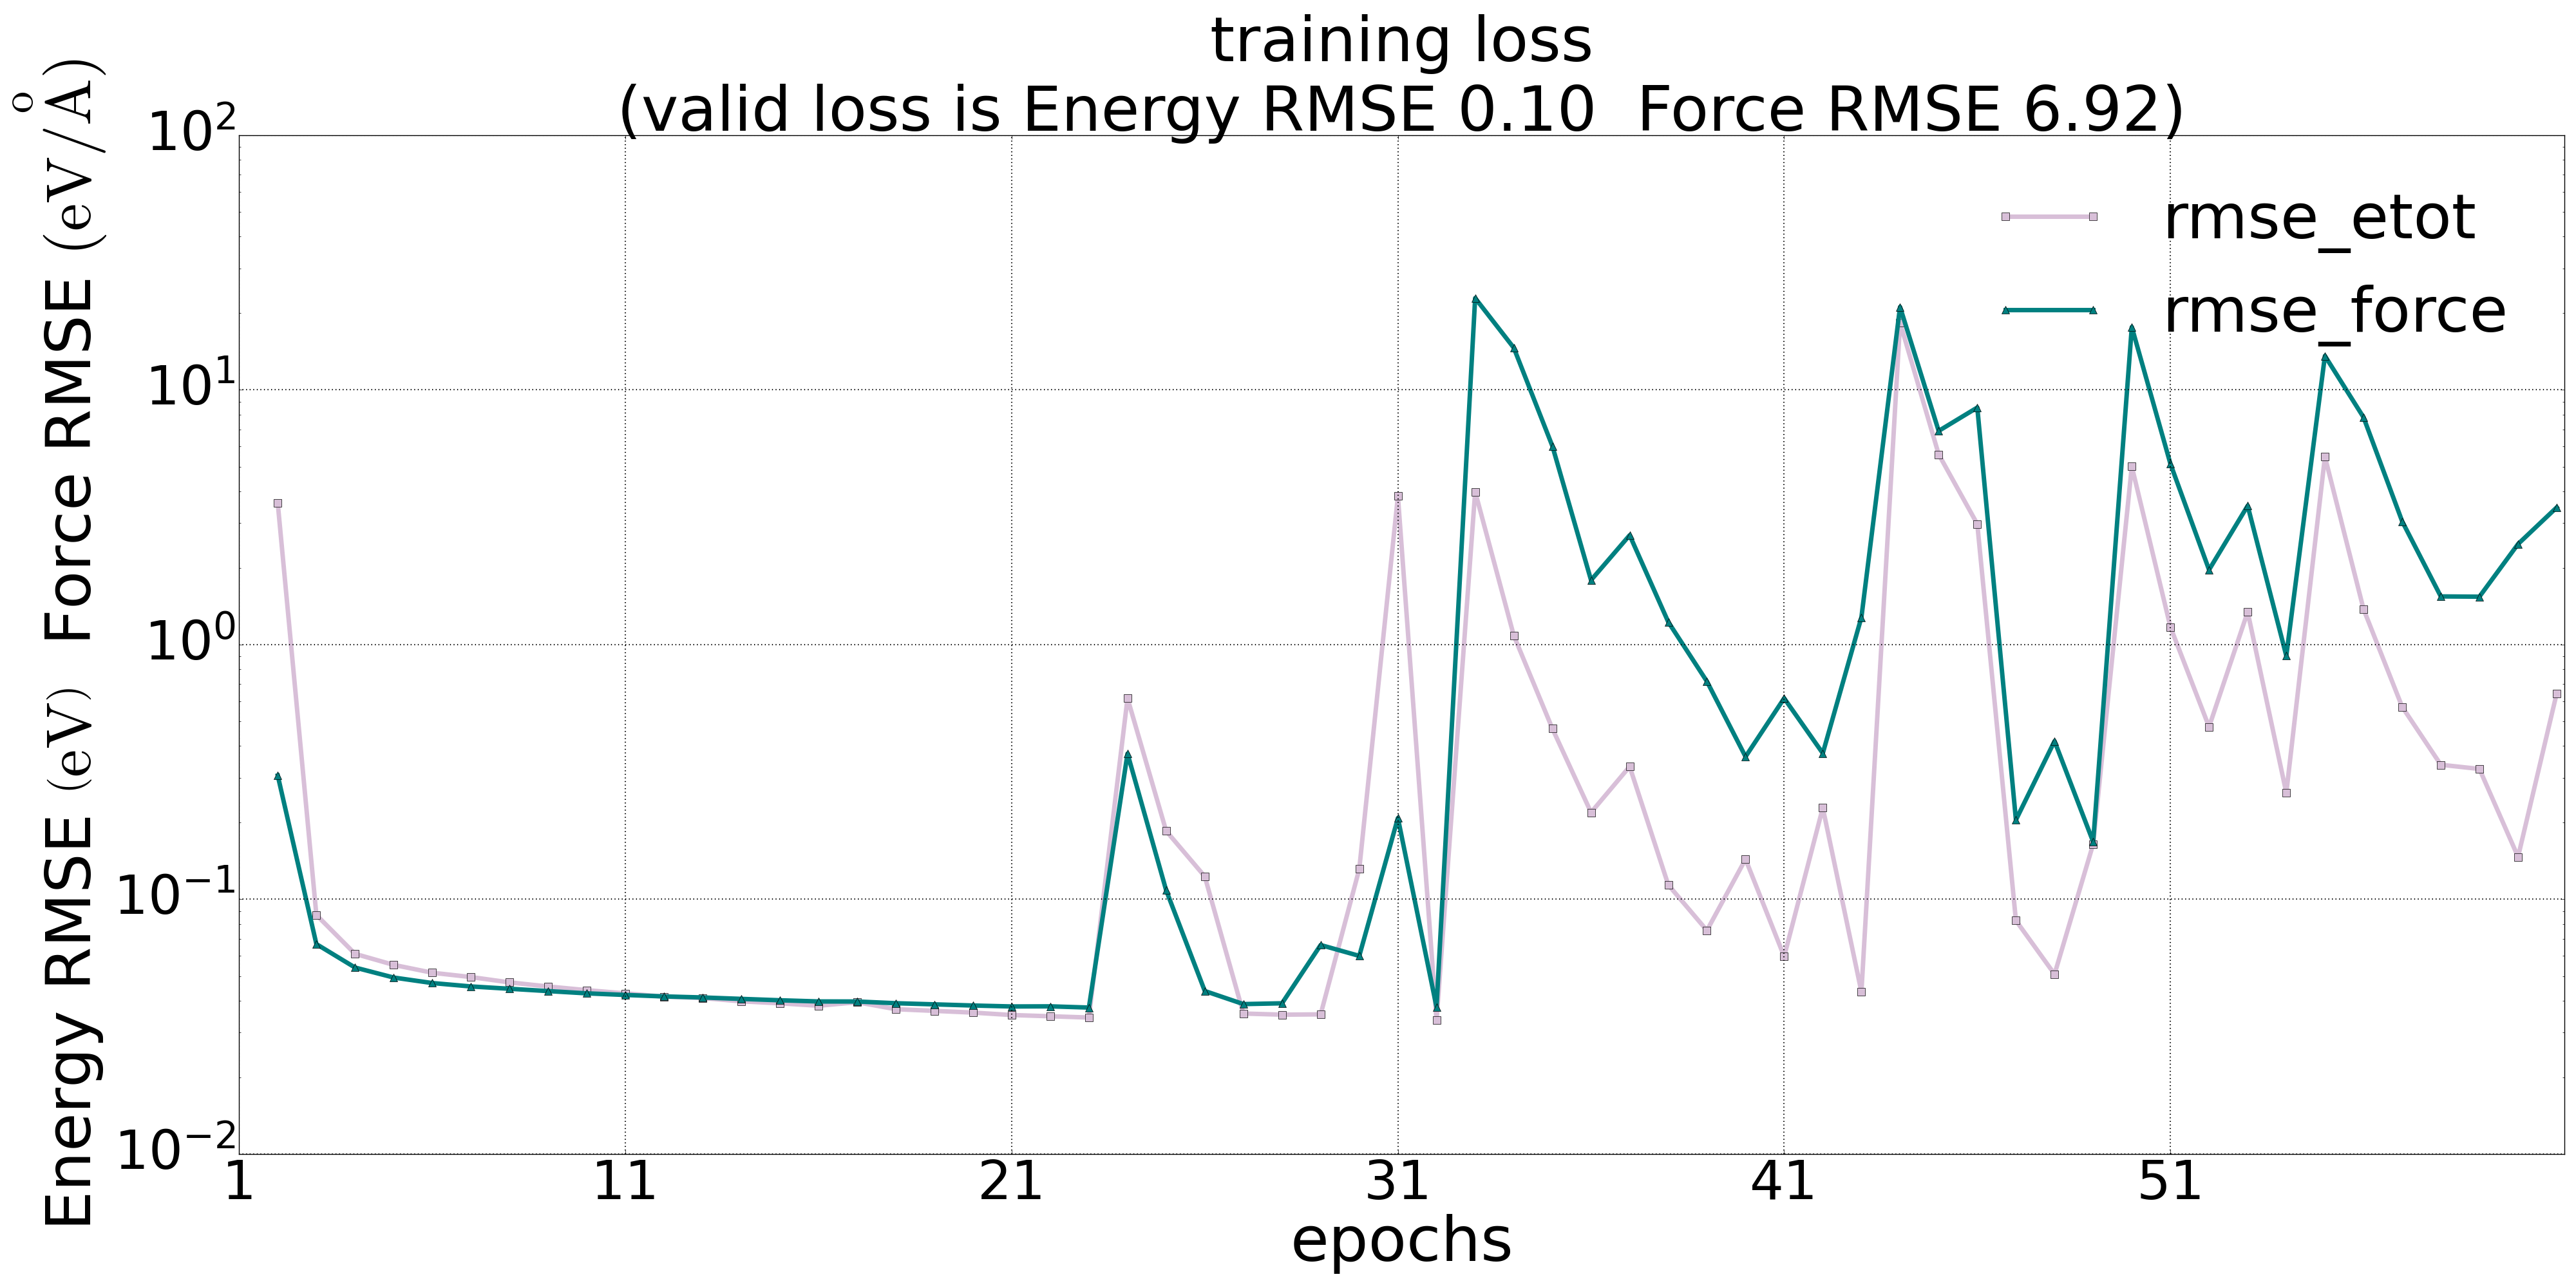 training loss
(valid loss is Energy RMSE 0.10  Force RMSE 6.92)
Energy RMSE (eV)  Force RMSE (eV/Å)
10²
10¹
10⁰
10⁻¹
10⁻²
rmse_etot
rmse_force
1 11 21 31 41 51
epochs